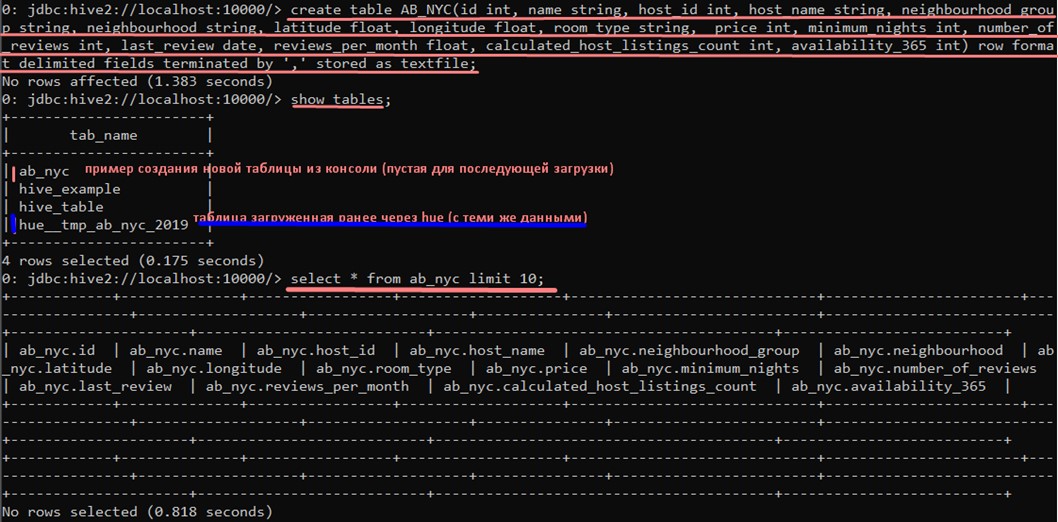 0: jdbc:hive2://localhost:10000/> create table AB_NYC(id int, name string, host_id int, host_name string, neighbourhood_grou
p string, neighbourhood string, latitude float, longitude float, room_type string,  price int, minimum_nights int, number_of
_reviews int, last_review date, reviews_per_month float, calculated_host_listings_count int, availability_365 int) row forma
t delimited fields terminated by ',' stored as textfile;
No rows affected (1.383 seconds)
0: jdbc:hive2://localhost:10000/> show tables;
+-----------------------+
|       tab_name        |
+-----------------------+
| ab_nyc пример создания новой таблицы из консоли (пустая для последующей загрузки)
| hive_example          |
| hive_table            |
| hue__tmp_ab_nyc_2019 таблица загруженная ранее через hue (с теми же данными)
+-----------------------+
4 rows selected (0.175 seconds)
0: jdbc:hive2://localhost:10000/> select * from ab_nyc limit 10;
| ab_nyc.id  | ab_nyc.name  | ab_nyc.host_id  | ab_nyc.host_name  | ab_nyc.neighbourhood_group  | ab_nyc.neighbourhood  | ab
_nyc.latitude  | ab_nyc.longitude  | ab_nyc.room_type  | ab_nyc.price  | ab_nyc.minimum_nights  | ab_nyc.number_of_reviews
| ab_nyc.last_review  | ab_nyc.reviews_per_month  | ab_nyc.calculated_host_listings_count  | ab_nyc.availability_365  |
No rows selected (0.818 seconds)